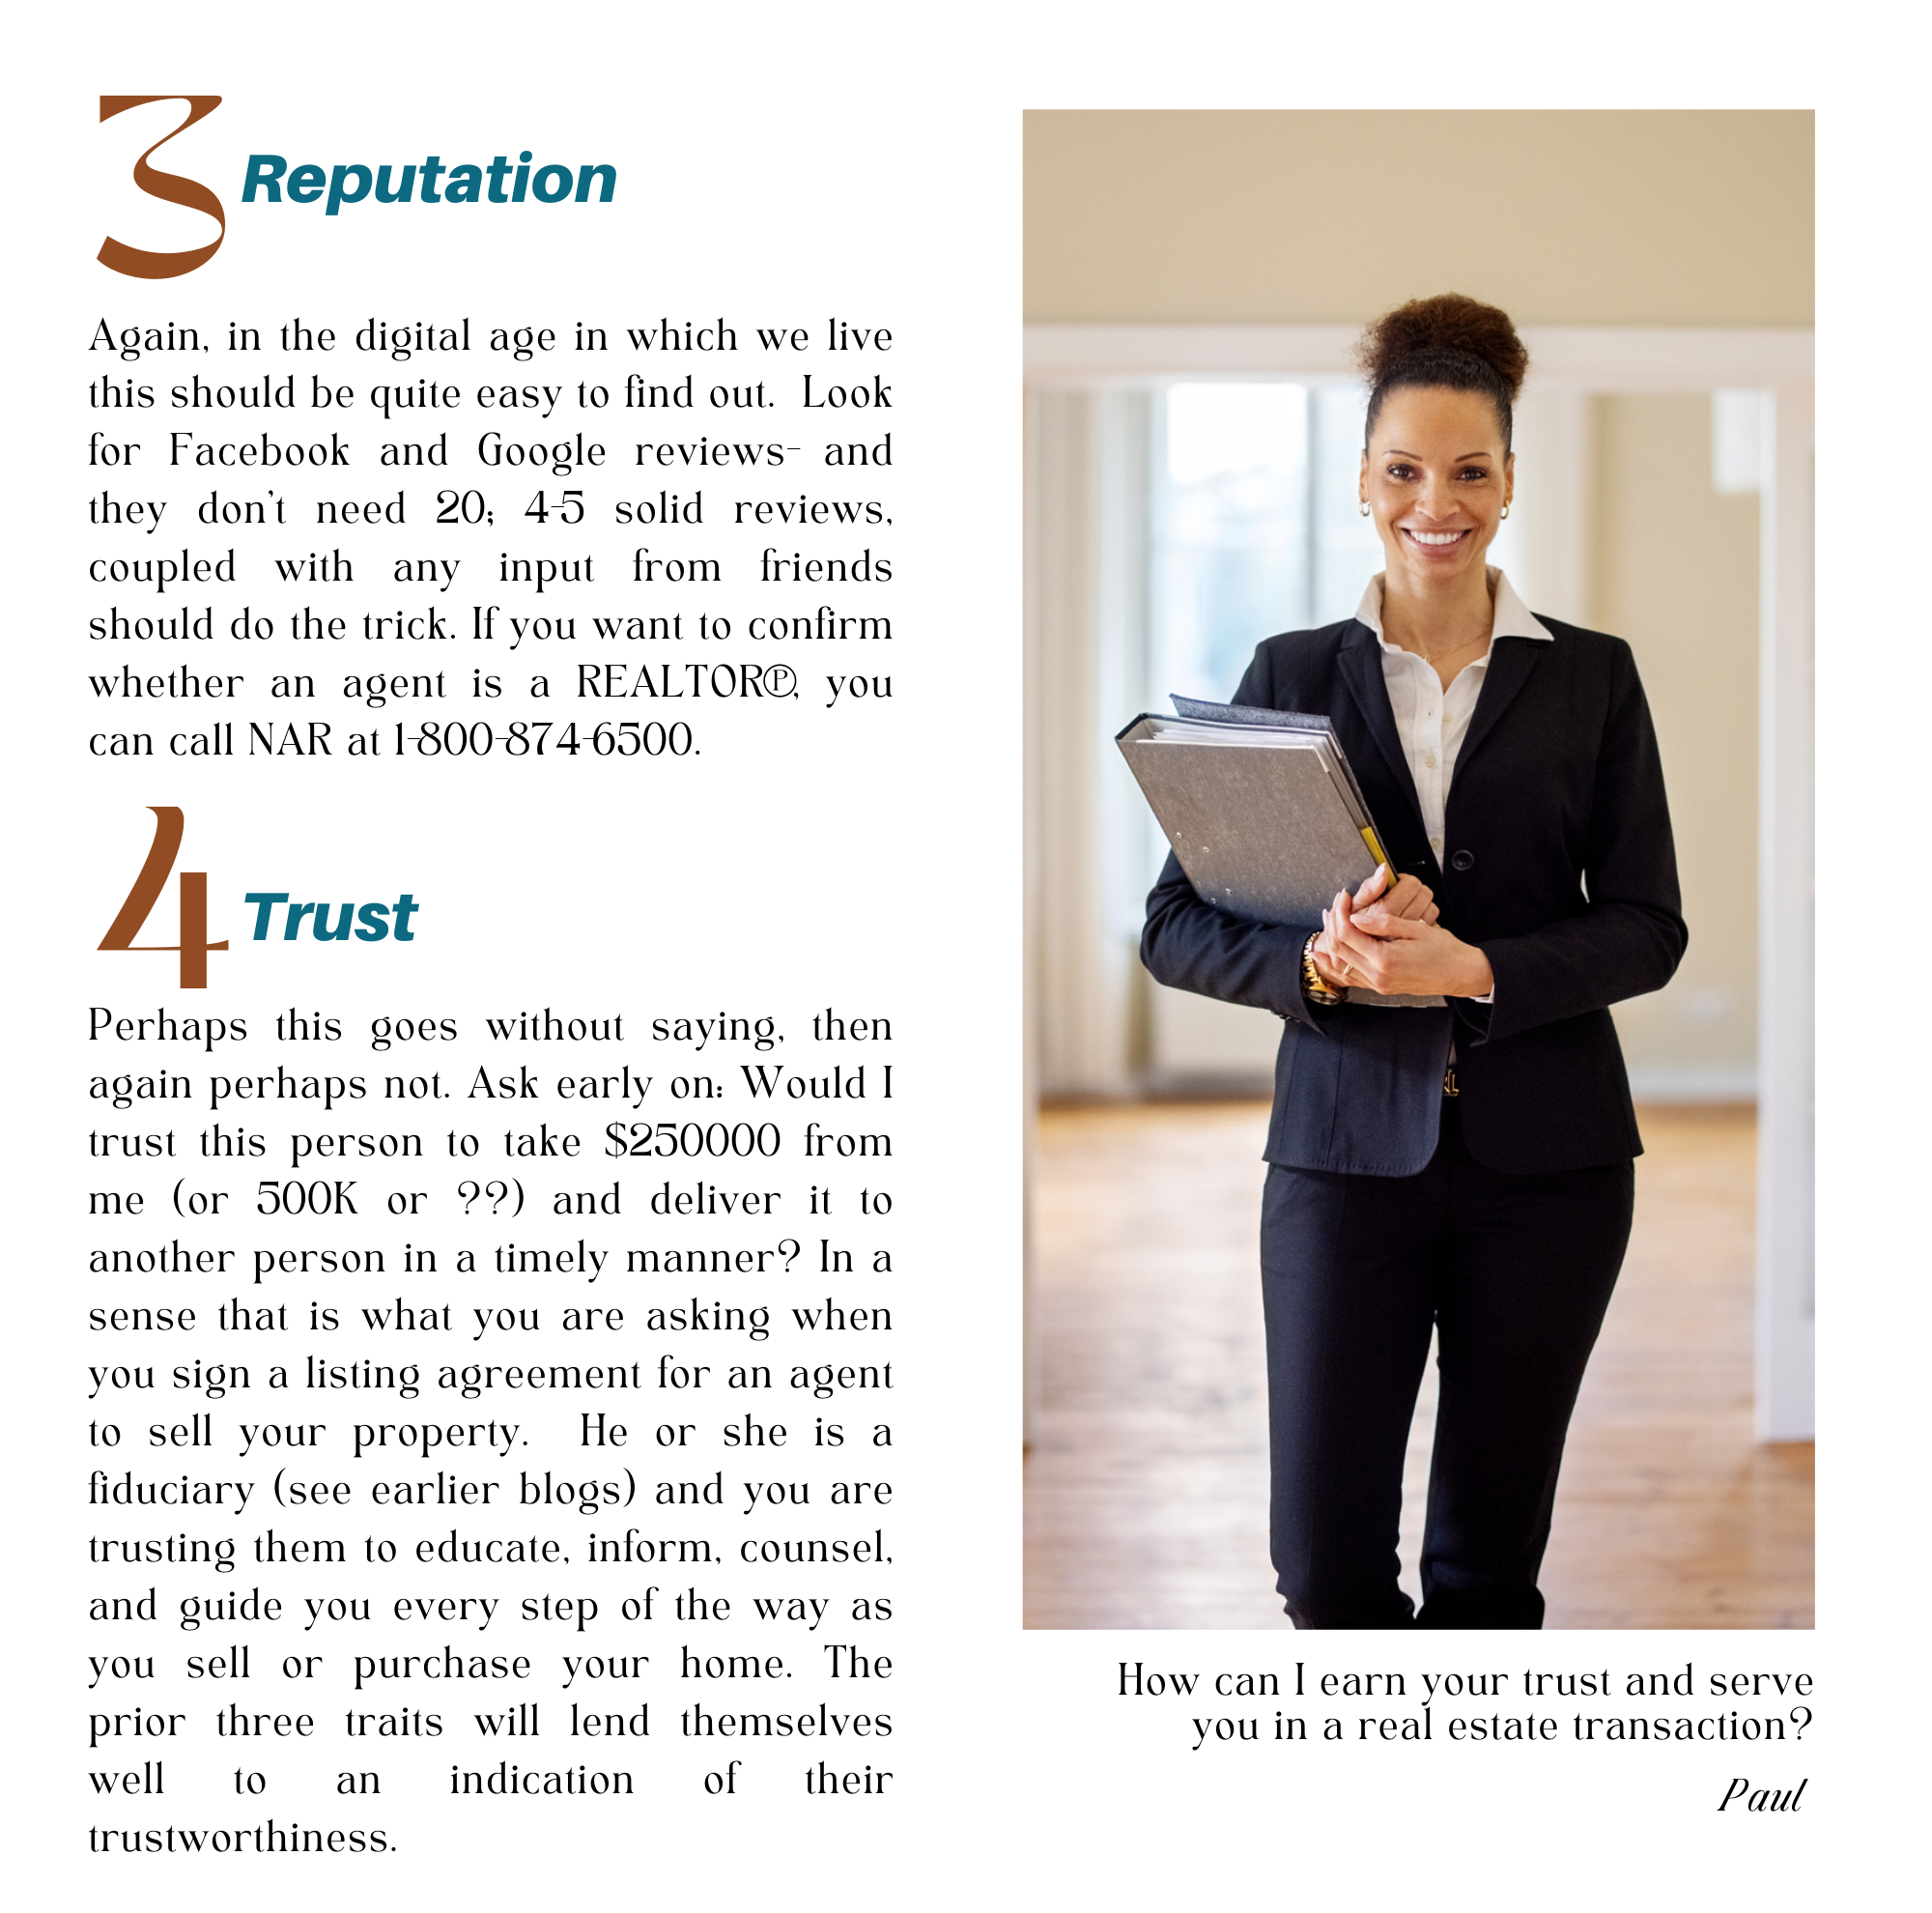 3 Reputation
Again, in the digital age in which we live
this should be quite easy to find out. Look
for Facebook and Google reviews- and
they don't need 20; 4-5 solid reviews,
coupled with any input from friends
should do the trick. If you want to confirm
whether an agent is a REALTOR℗, you
can call NAR at 1-800-874-6500.
4 Trust
Perhaps this goes without saying, then
again perhaps not. Ask early on: Would I
trust this person to take $250000 from
me (or 500K or ??) and deliver it to
another person in a timely manner? In a
sense that is what you are asking when
you sign a listing agreement for an agent
to sell your property. He or she is a
fiduciary (see earlier blogs) and you are
trusting them to educate, inform, counsel,
and guide you every step of the way as
you sell or purchase your home. The
prior three traits will lend themselves
well to an indication of their
trustworthiness.
How can I earn your trust and serve
you in a real estate transaction?
Paul